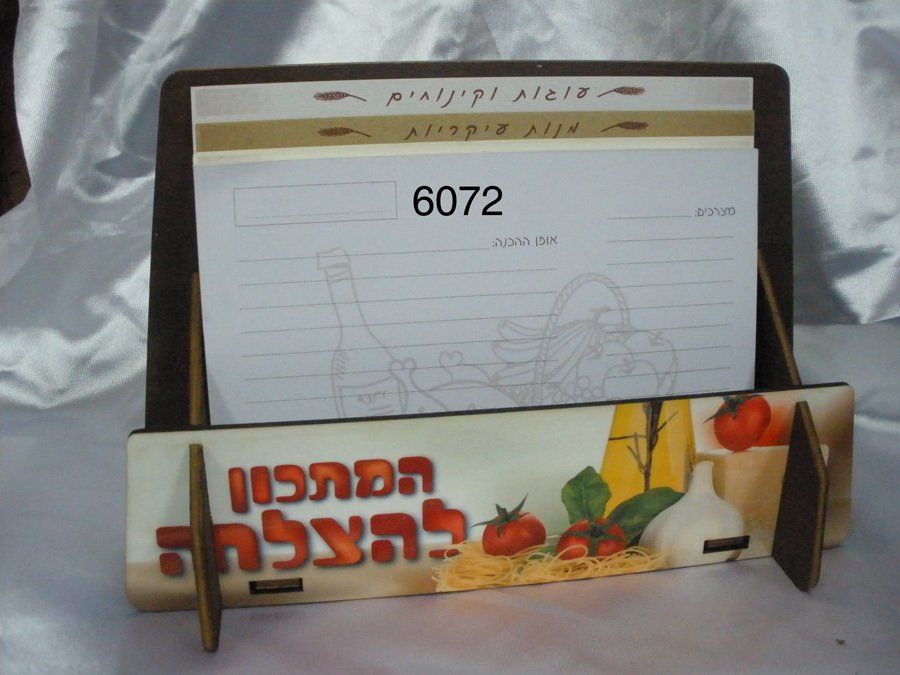 עוגות וקינוחים
מנות עיקריות
6072
מצרכים:
אופן ההכנה:
המתכון
להצלחה